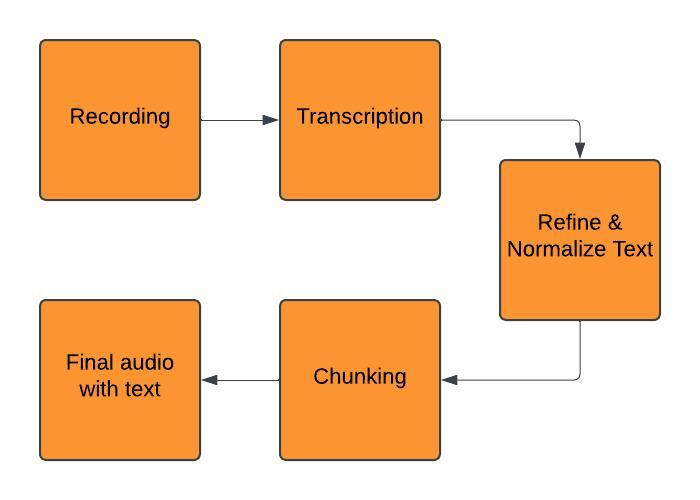 Recording
Transcription
Refine &
Normalize Text
Chunking
Final audio
with text